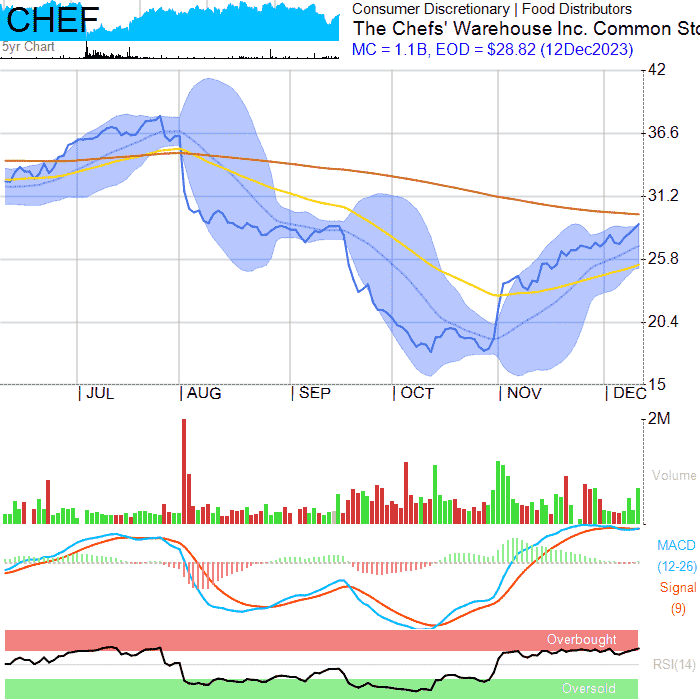 CHEF
5yr Chart
Consumer Discretionary | Food Distributors
The Chefs' Warehouse Inc. Common Sto
MC = 1.1B, EOD = $28.82 (12Dec2023)
42
36.6
31.2
25.8
20.4
15
JUL AUG SEP OCT NOV DEC
2M
Volume
MACD
(12-26)
Signal
(9)
Overbought
RSI(14)
Oversold